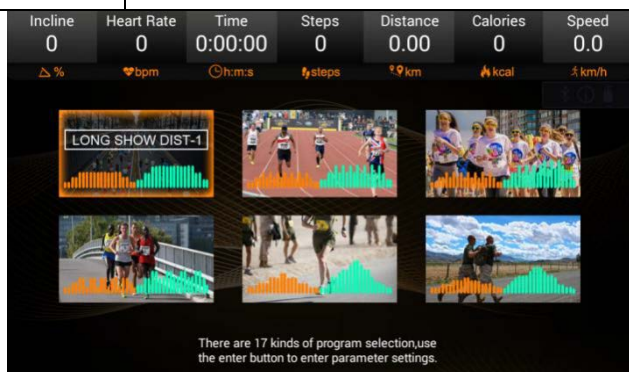 Incline Heart Rate Time Steps Distance Calories Speed
0 0 0:00:00 0 0.00 0 0.0
% bpm h:m:s steps km kcal km/h
LONG SHOW DIST-1
There are 17 kinds of program selection,use
the enter button to enter parameter settings.